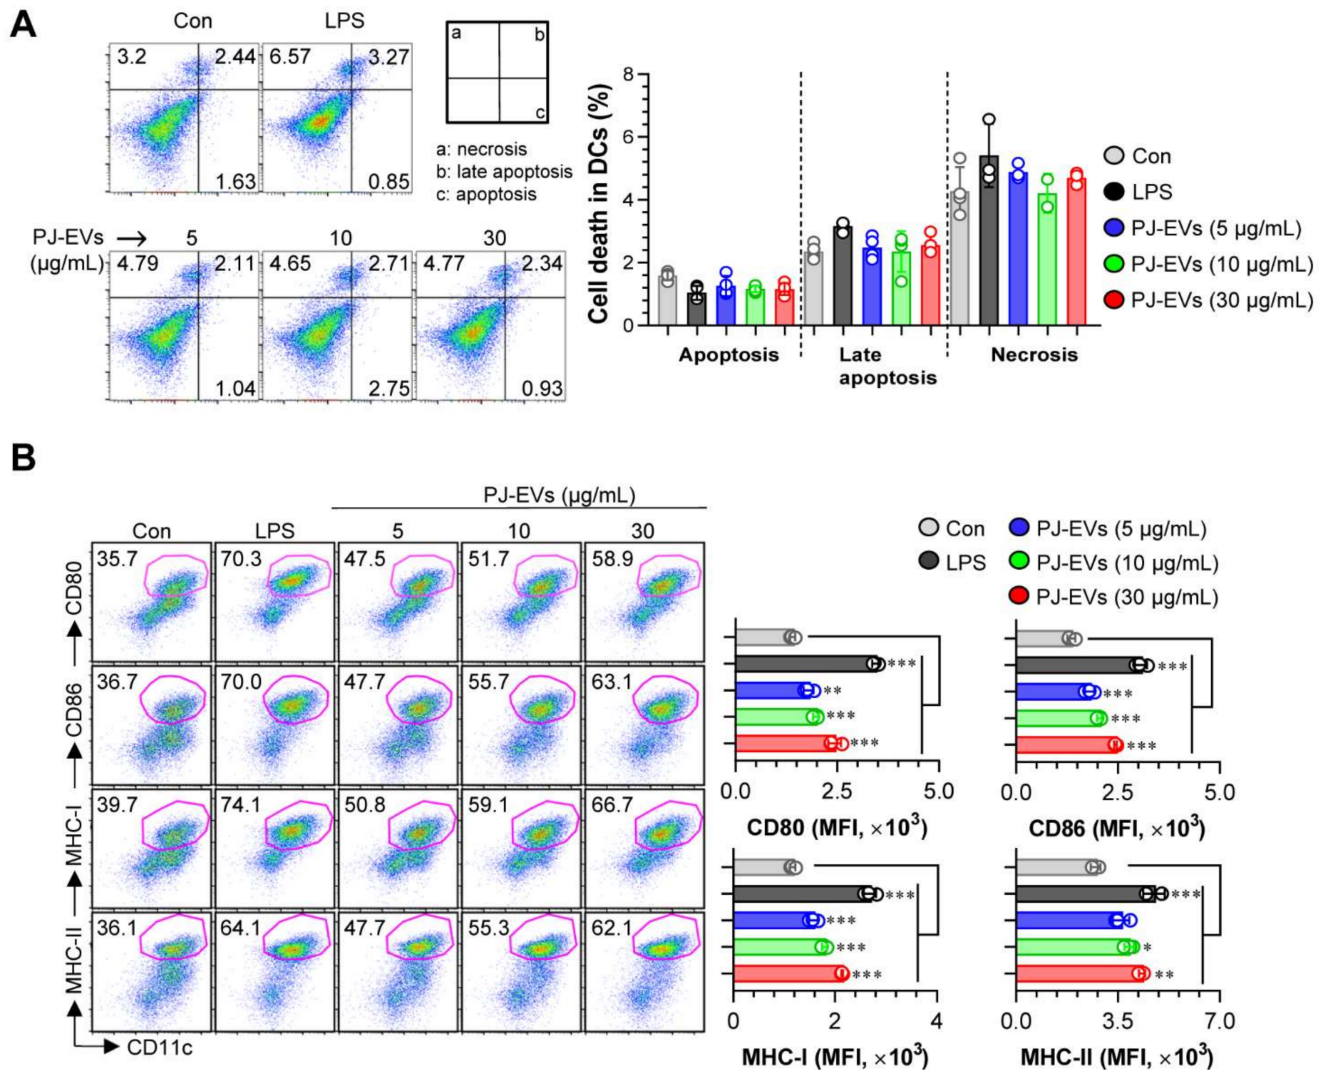 A
Con
LPS
3.2
2.44
1.63
6.57
3.27
0.85
a
b
c
a: necrosis
b: late apoptosis
c: apoptosis
PJ-EVs → 5 10 30
(μg/mL)
4.79
2.11
1.04
4.65
2.71
2.75
4.77
2.34
0.93
Cell death in DCs (%)
8
6
4
2
0
Apoptosis
Late
apoptosis
Necrosis
Con
LPS
PJ-EVs (5 μg/mL)
PJ-EVs (10 μg/mL)
PJ-EVs (30 μg/mL)
B
PJ-EVs (μg/mL)
Con LPS 5 10 30
CD80
35.7 70.3 47.5 51.7 58.9
CD86
36.7 70.0 47.7 55.7 63.1
MHC-I
39.7 74.1 50.8 59.1 66.7
MHC-II
36.1 64.1 47.7 55.3 62.1
CD11c
Con
LPS
PJ-EVs (5 μg/mL)
PJ-EVs (10 μg/mL)
PJ-EVs (30 μg/mL)
***
**
***
***
0.0 2.5 5.0
CD80 (MFI, ×10³)
***
***
***
***
0.0 2.5 5.0
CD86 (MFI, ×10³)
***
***
***
***
0 2 4
MHC-I (MFI, ×10³)
***
*
**
0.0 3.5 7.0
MHC-II (MFI, ×10³)